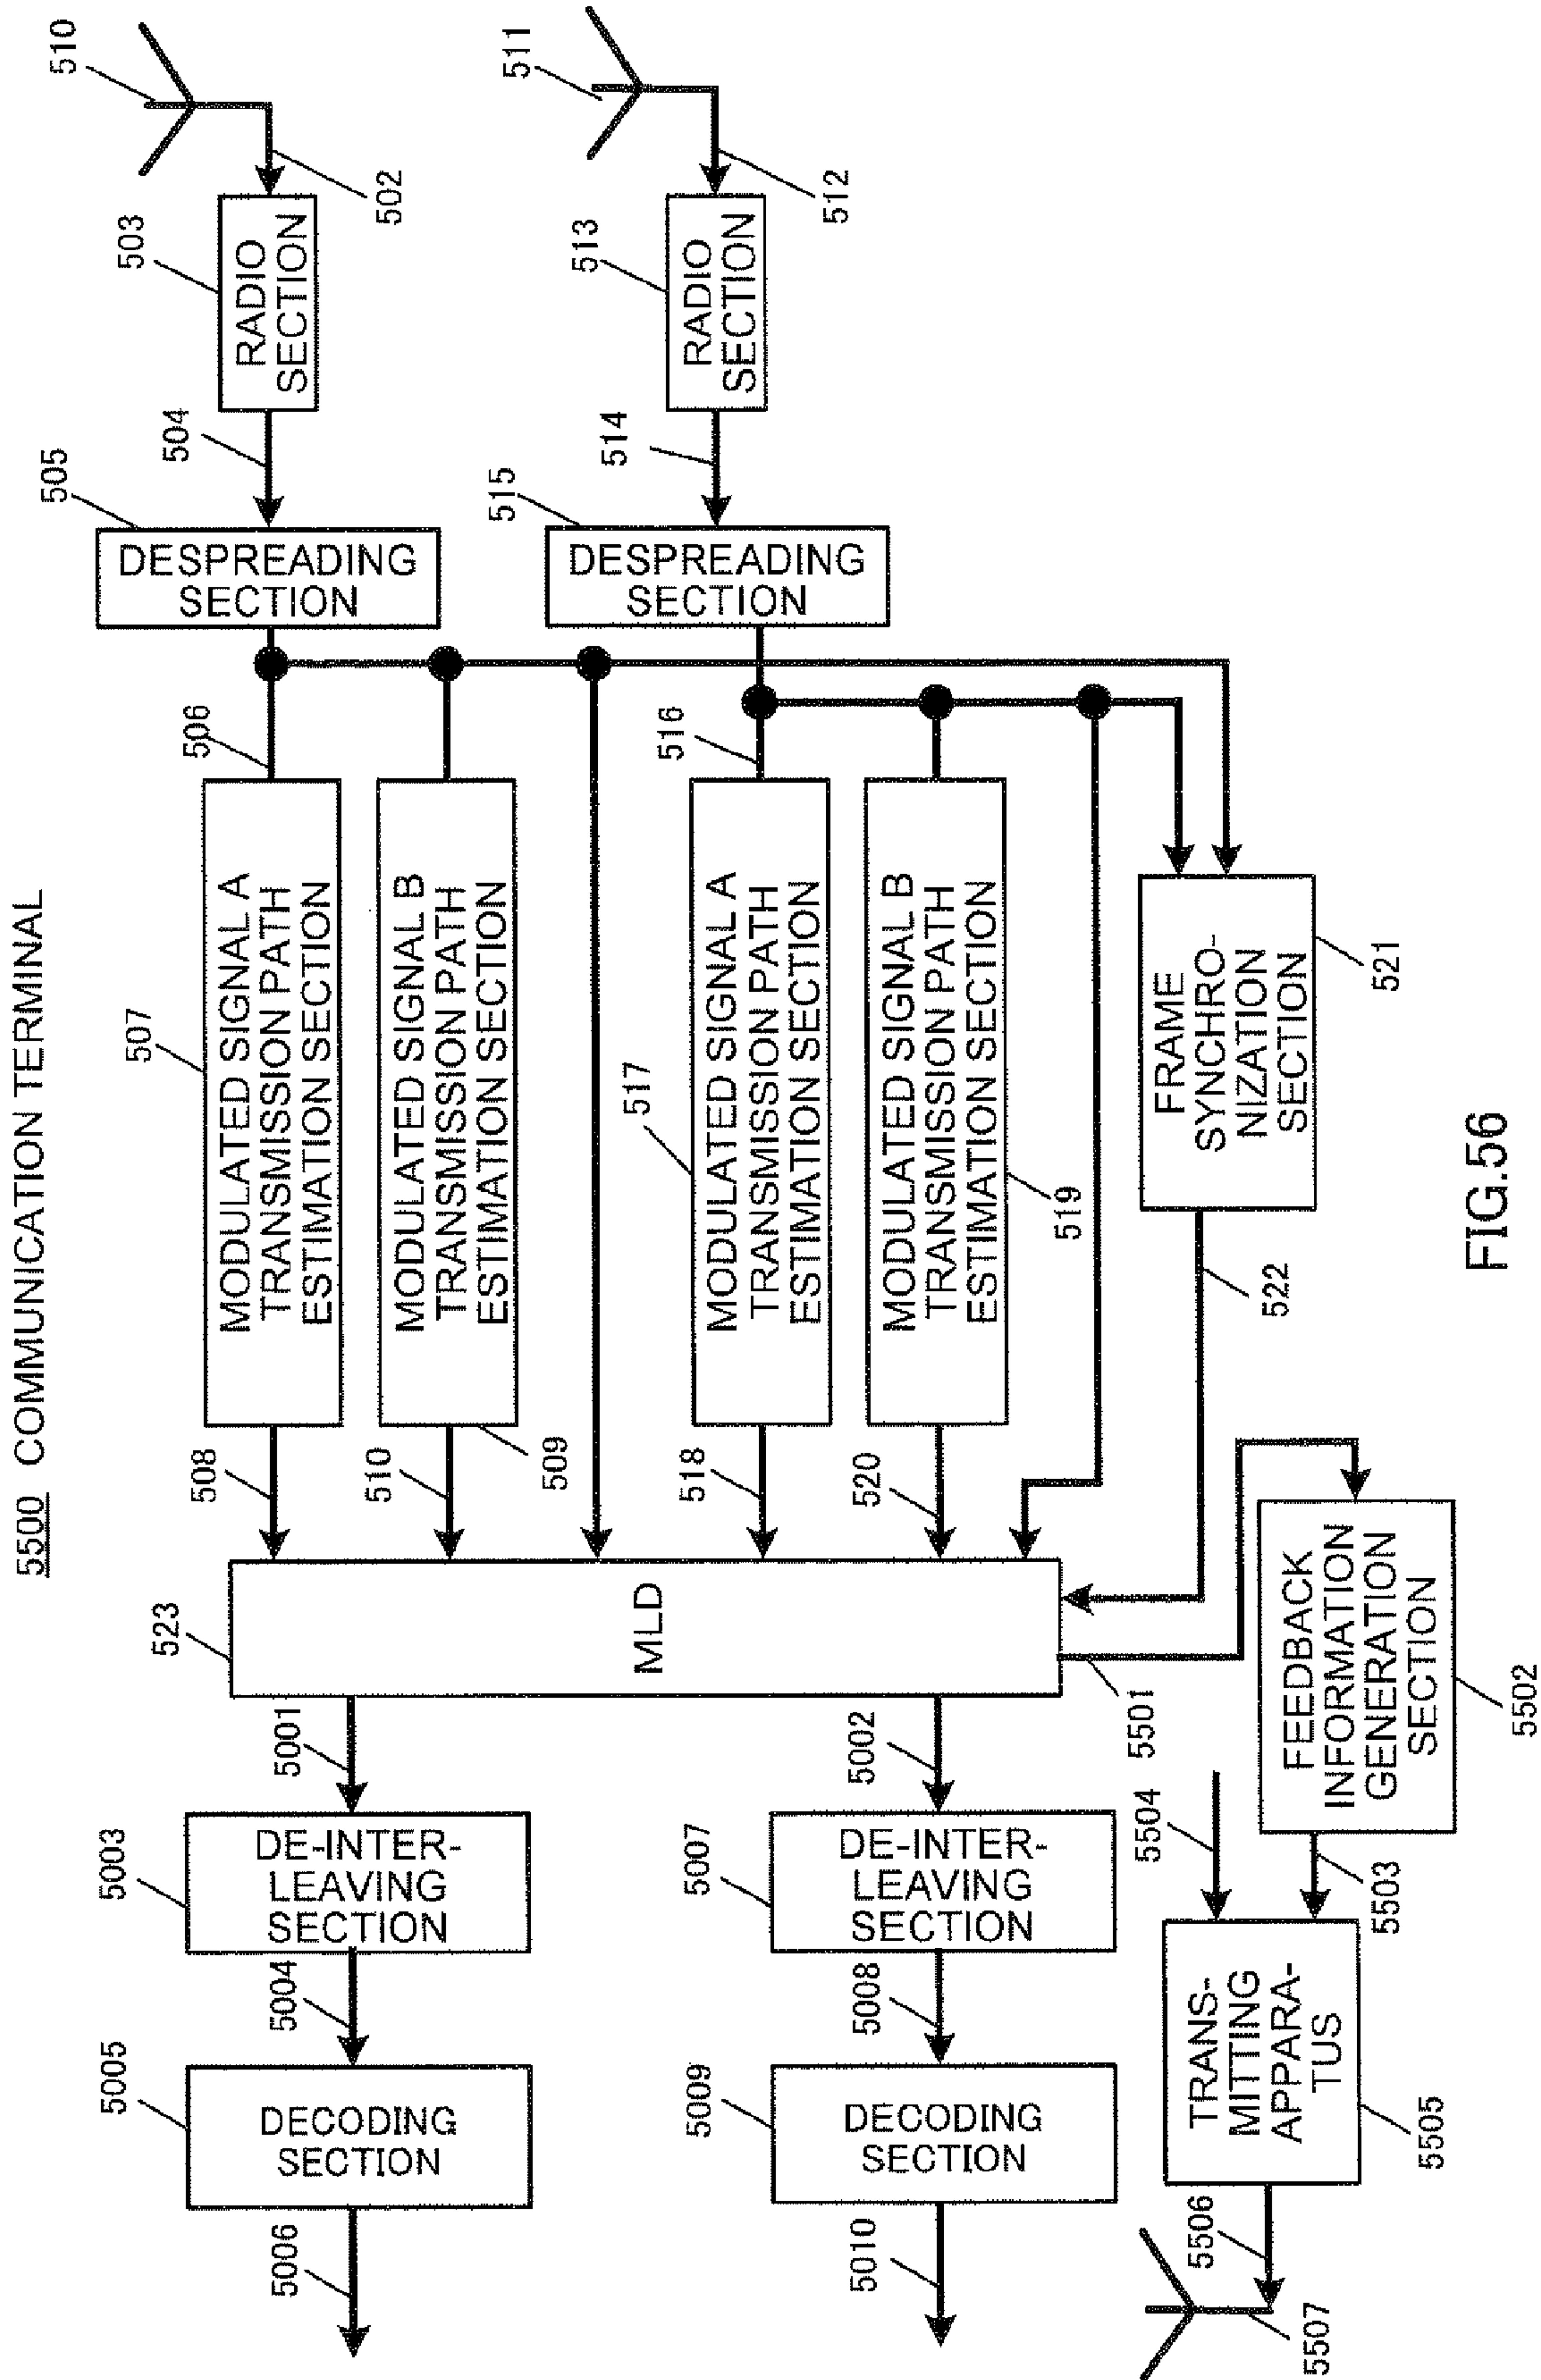 5500 COMMUNICATION TERMINAL
510
502
503
RADIO
SECTION
504
505
DESPREADING
SECTION
506
507
MODULATED SIGNAL A
TRANSMISSION PATH
ESTIMATION SECTION
508
MODULATED SIGNAL B
TRANSMISSION PATH
ESTIMATION SECTION
509
510
511
512
513
RADIO
SECTION
514
515
DESPREADING
SECTION
516
517
MODULATED SIGNAL A
TRANSMISSION PATH
ESTIMATION SECTION
518
MODULATED SIGNAL B
TRANSMISSION PATH
ESTIMATION SECTION
519
520
FRAME
SYNCHRO-
NIZATION
SECTION
521
522
523
MLD
5001
5003
DE-INTER-
LEAVING
SECTION
5004
5005
DECODING
SECTION
5006
5002
5007
DE-INTER-
LEAVING
SECTION
5008
5009
DECODING
SECTION
5010
5501
FEEDBACK
INFORMATION
GENERATION
SECTION
5502
5503
5504
TRANS-
MITTING
APPARA-
TUS
5505
5506
5507
FIG.56